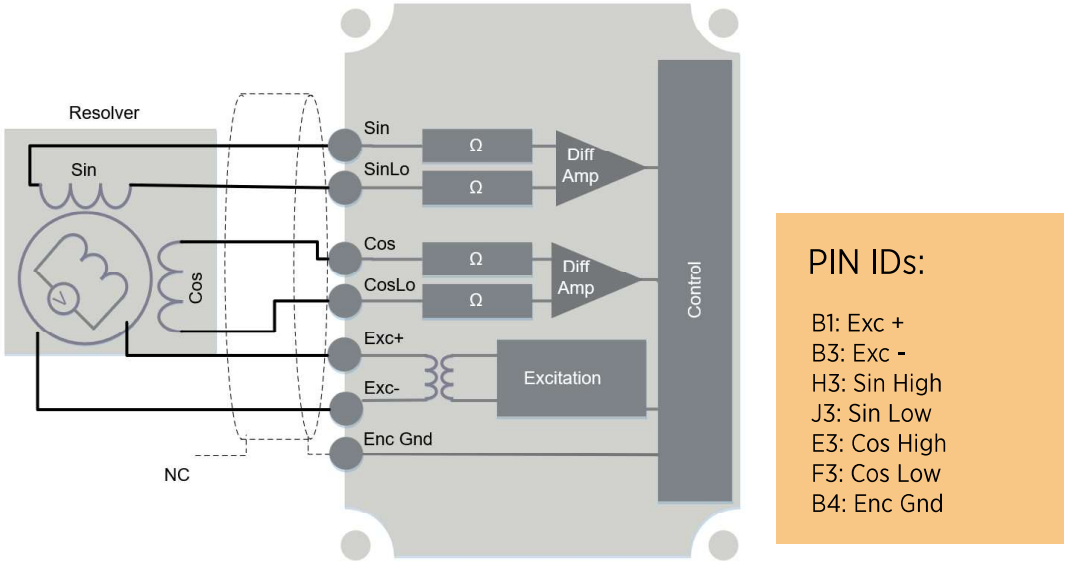 Resolver
Sin
Cos
V
NC
Sin
SinLo
Cos
CosLo
Exc+
Exc-
Enc Gnd
Ω
Ω
Ω
Ω
Diff
Amp
Diff
Amp
Excitation
Control
PIN IDs:
B1: Exc +
B3: Exc -
H3: Sin High
J3: Sin Low
E3: Cos High
F3: Cos Low
B4: Enc Gnd